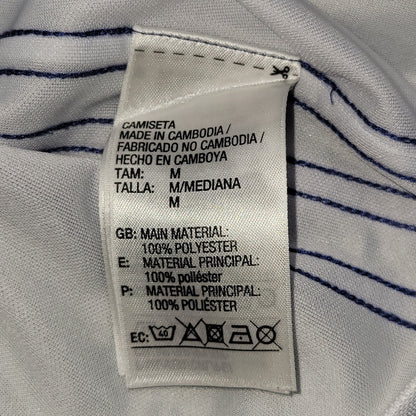 CAMISETA
MADE IN CAMBODIA /
FABRICADO NO CAMBODIA /
HECHO EN CAMBOYA
TAM: M
TALLA: M/MEDIANA
M
GB: MAIN MATERIAL:
100% POLYESTER
E: MATERIAL PRINCIPAL:
100% poliéster
P: MATERIAL PRINCIPAL:
100% POLIÉSTER
EC: 40